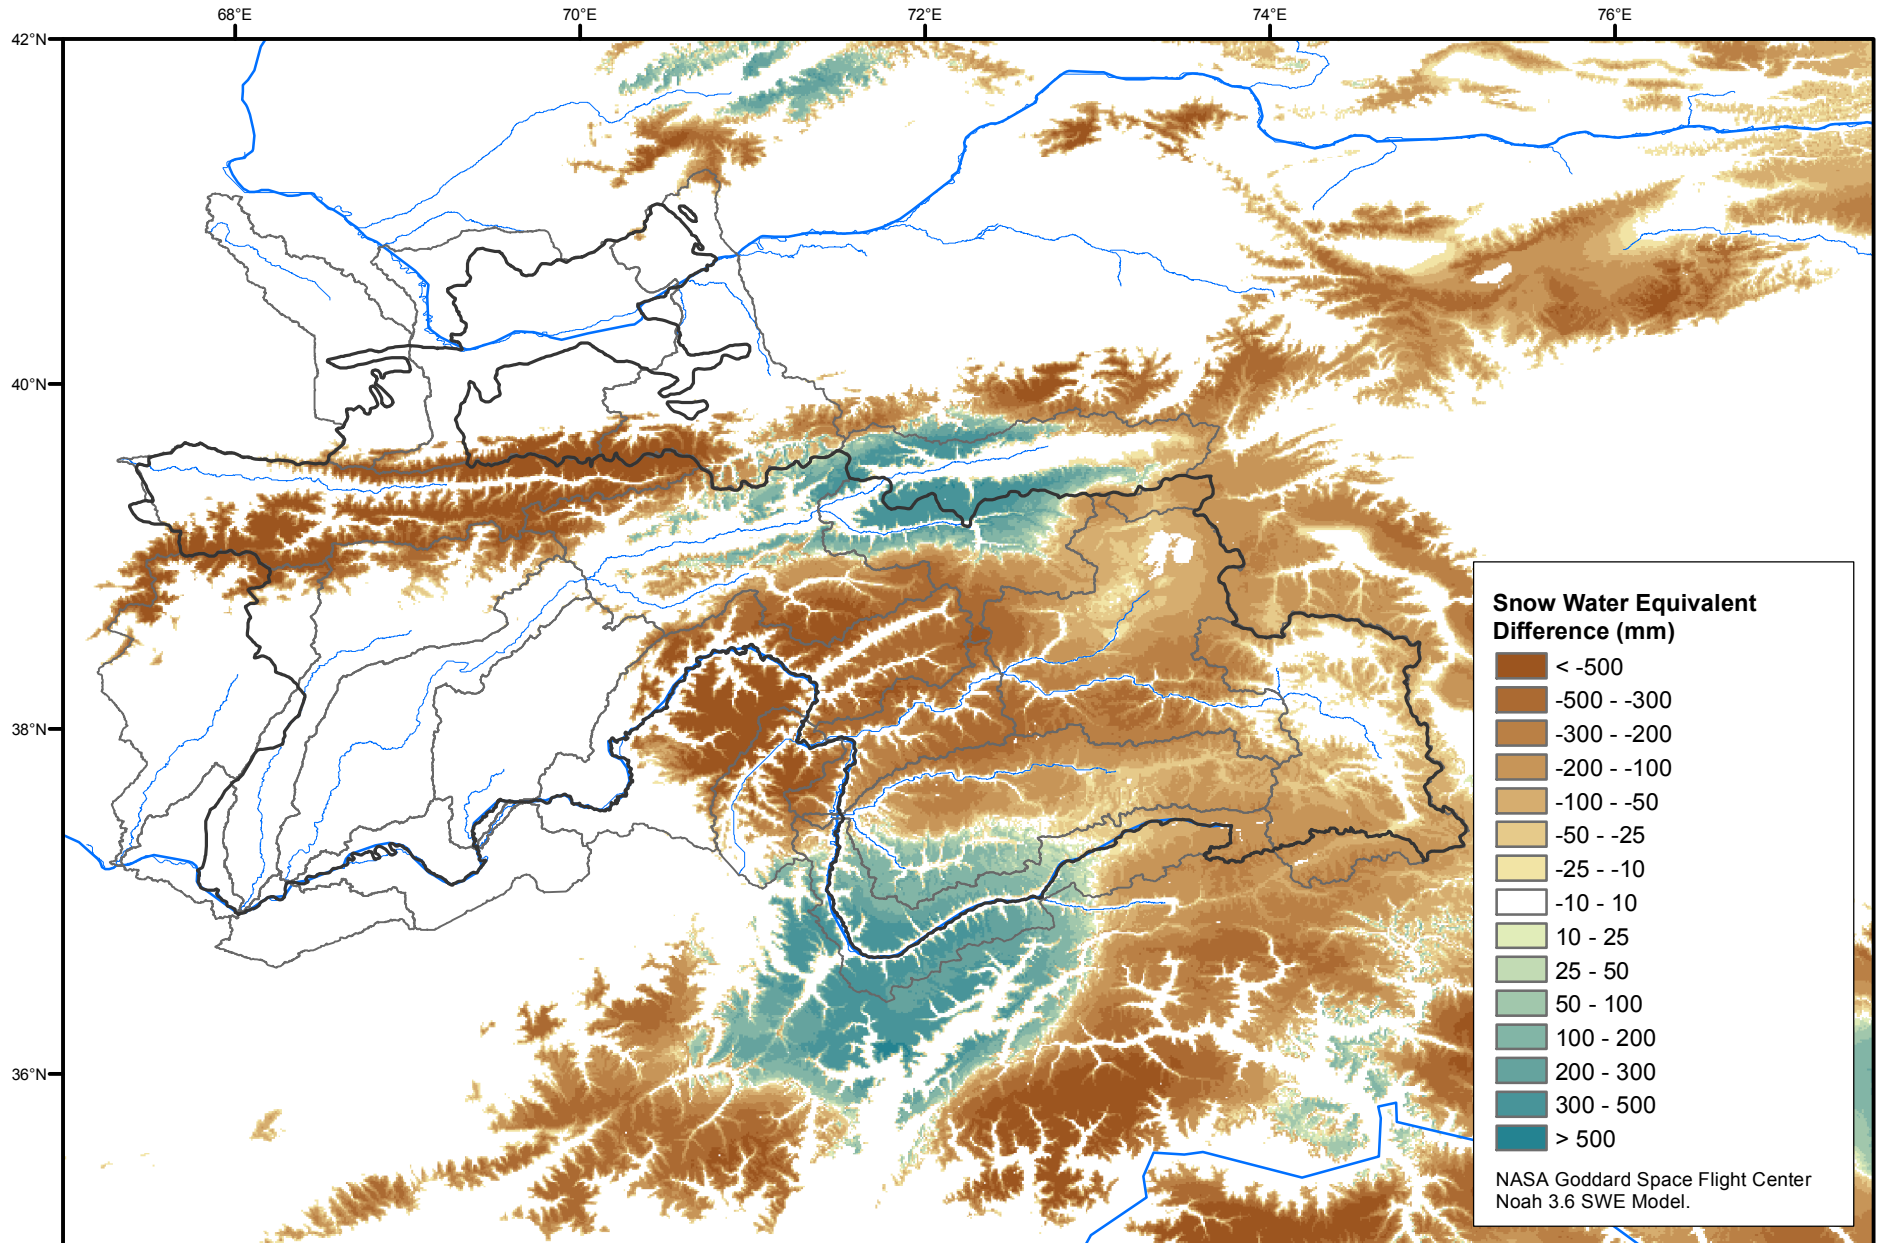 68°E 70°E 72°E 74°E 76°E
42°N
40°N
38°N
36°N
Snow Water Equivalent
Difference (mm)
< -500
-500 - -300
-300 - -200
-200 - -100
-100 - -50
-50 - -25
-25 - -10
-10 - 10
10 - 25
25 - 50
50 - 100
100 - 200
200 - 300
300 - 500
> 500
NASA Goddard Space Flight Center
Noah 3.6 SWE Model.